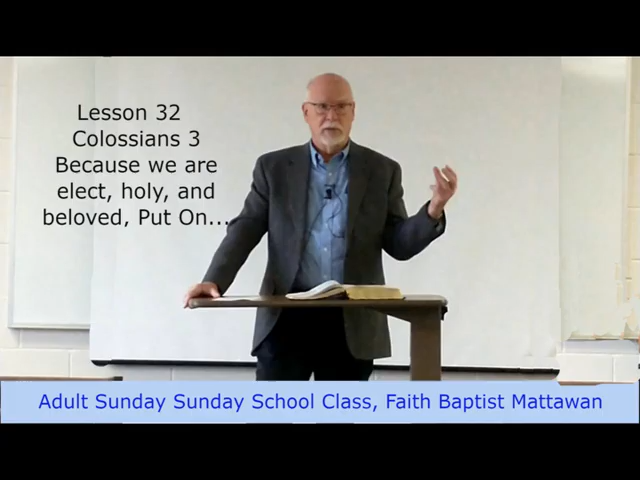 Lesson 32
Colossians 3
Because we are
elect, holy, and
beloved, Put On...
Adult Sunday Sunday School Class, Faith Baptist Mattawan